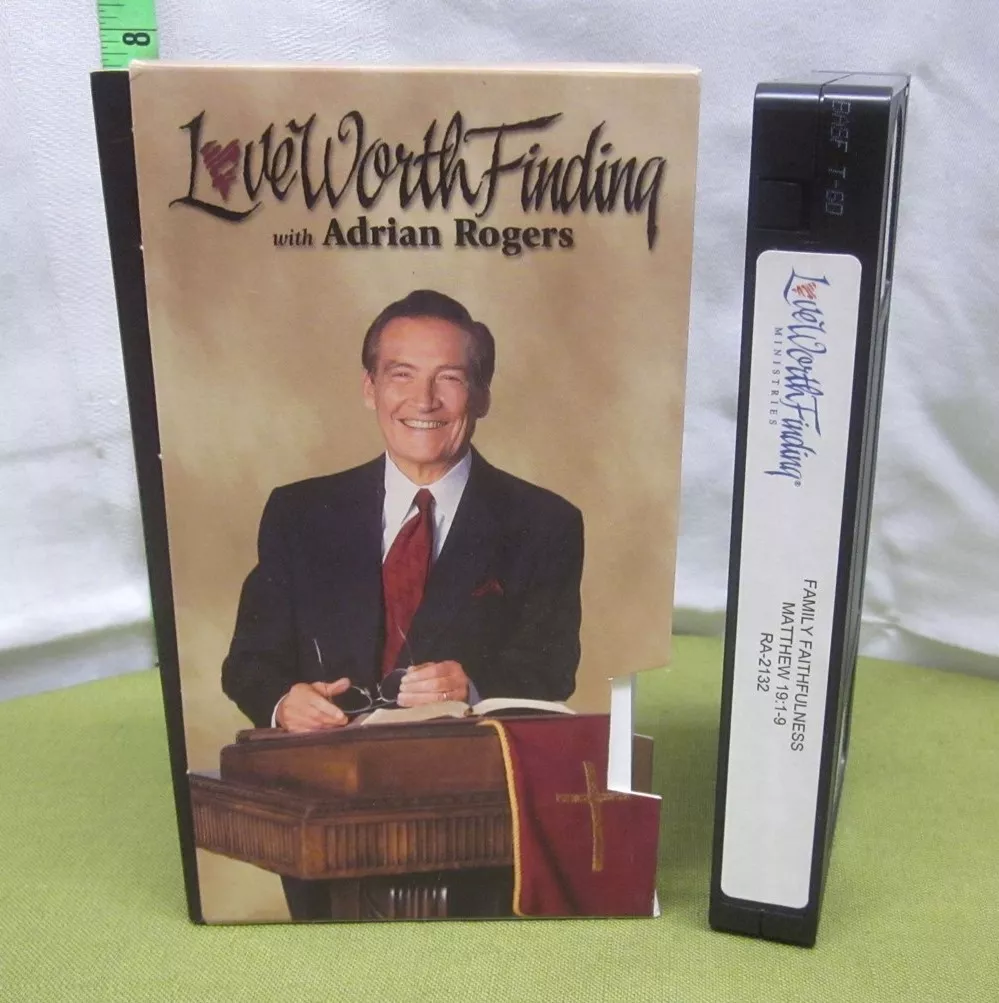 8
LoveWorthFinding
with Adrian Rogers
BASF T-60
LoveWorthFinding®
MINISTRIES
FAMILY FAITHFULNESS
MATTHEW 19:1-9
RA-2132